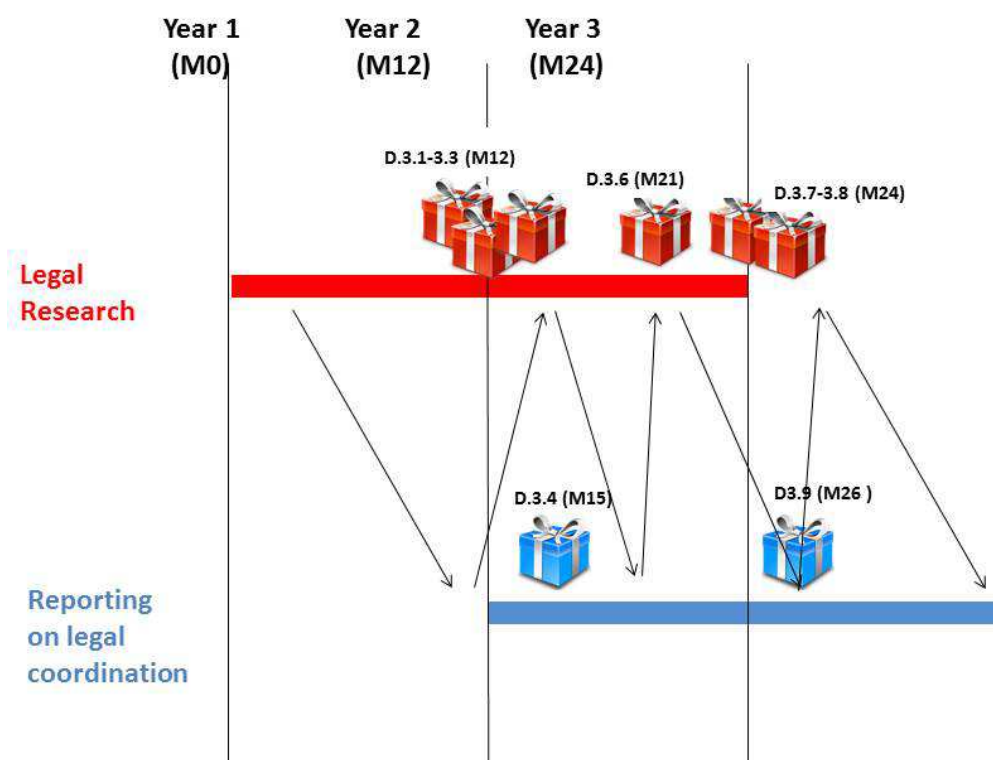 Year 1
(M0)
Year 2
(M12)
Year 3
(M24)
D.3.1-3.3 (M12)
D.3.6 (M21)
D.3.7-3.8 (M24)
Legal
Research
D.3.4 (M15)
D3.9 (M26 )
Reporting
on legal
coordination